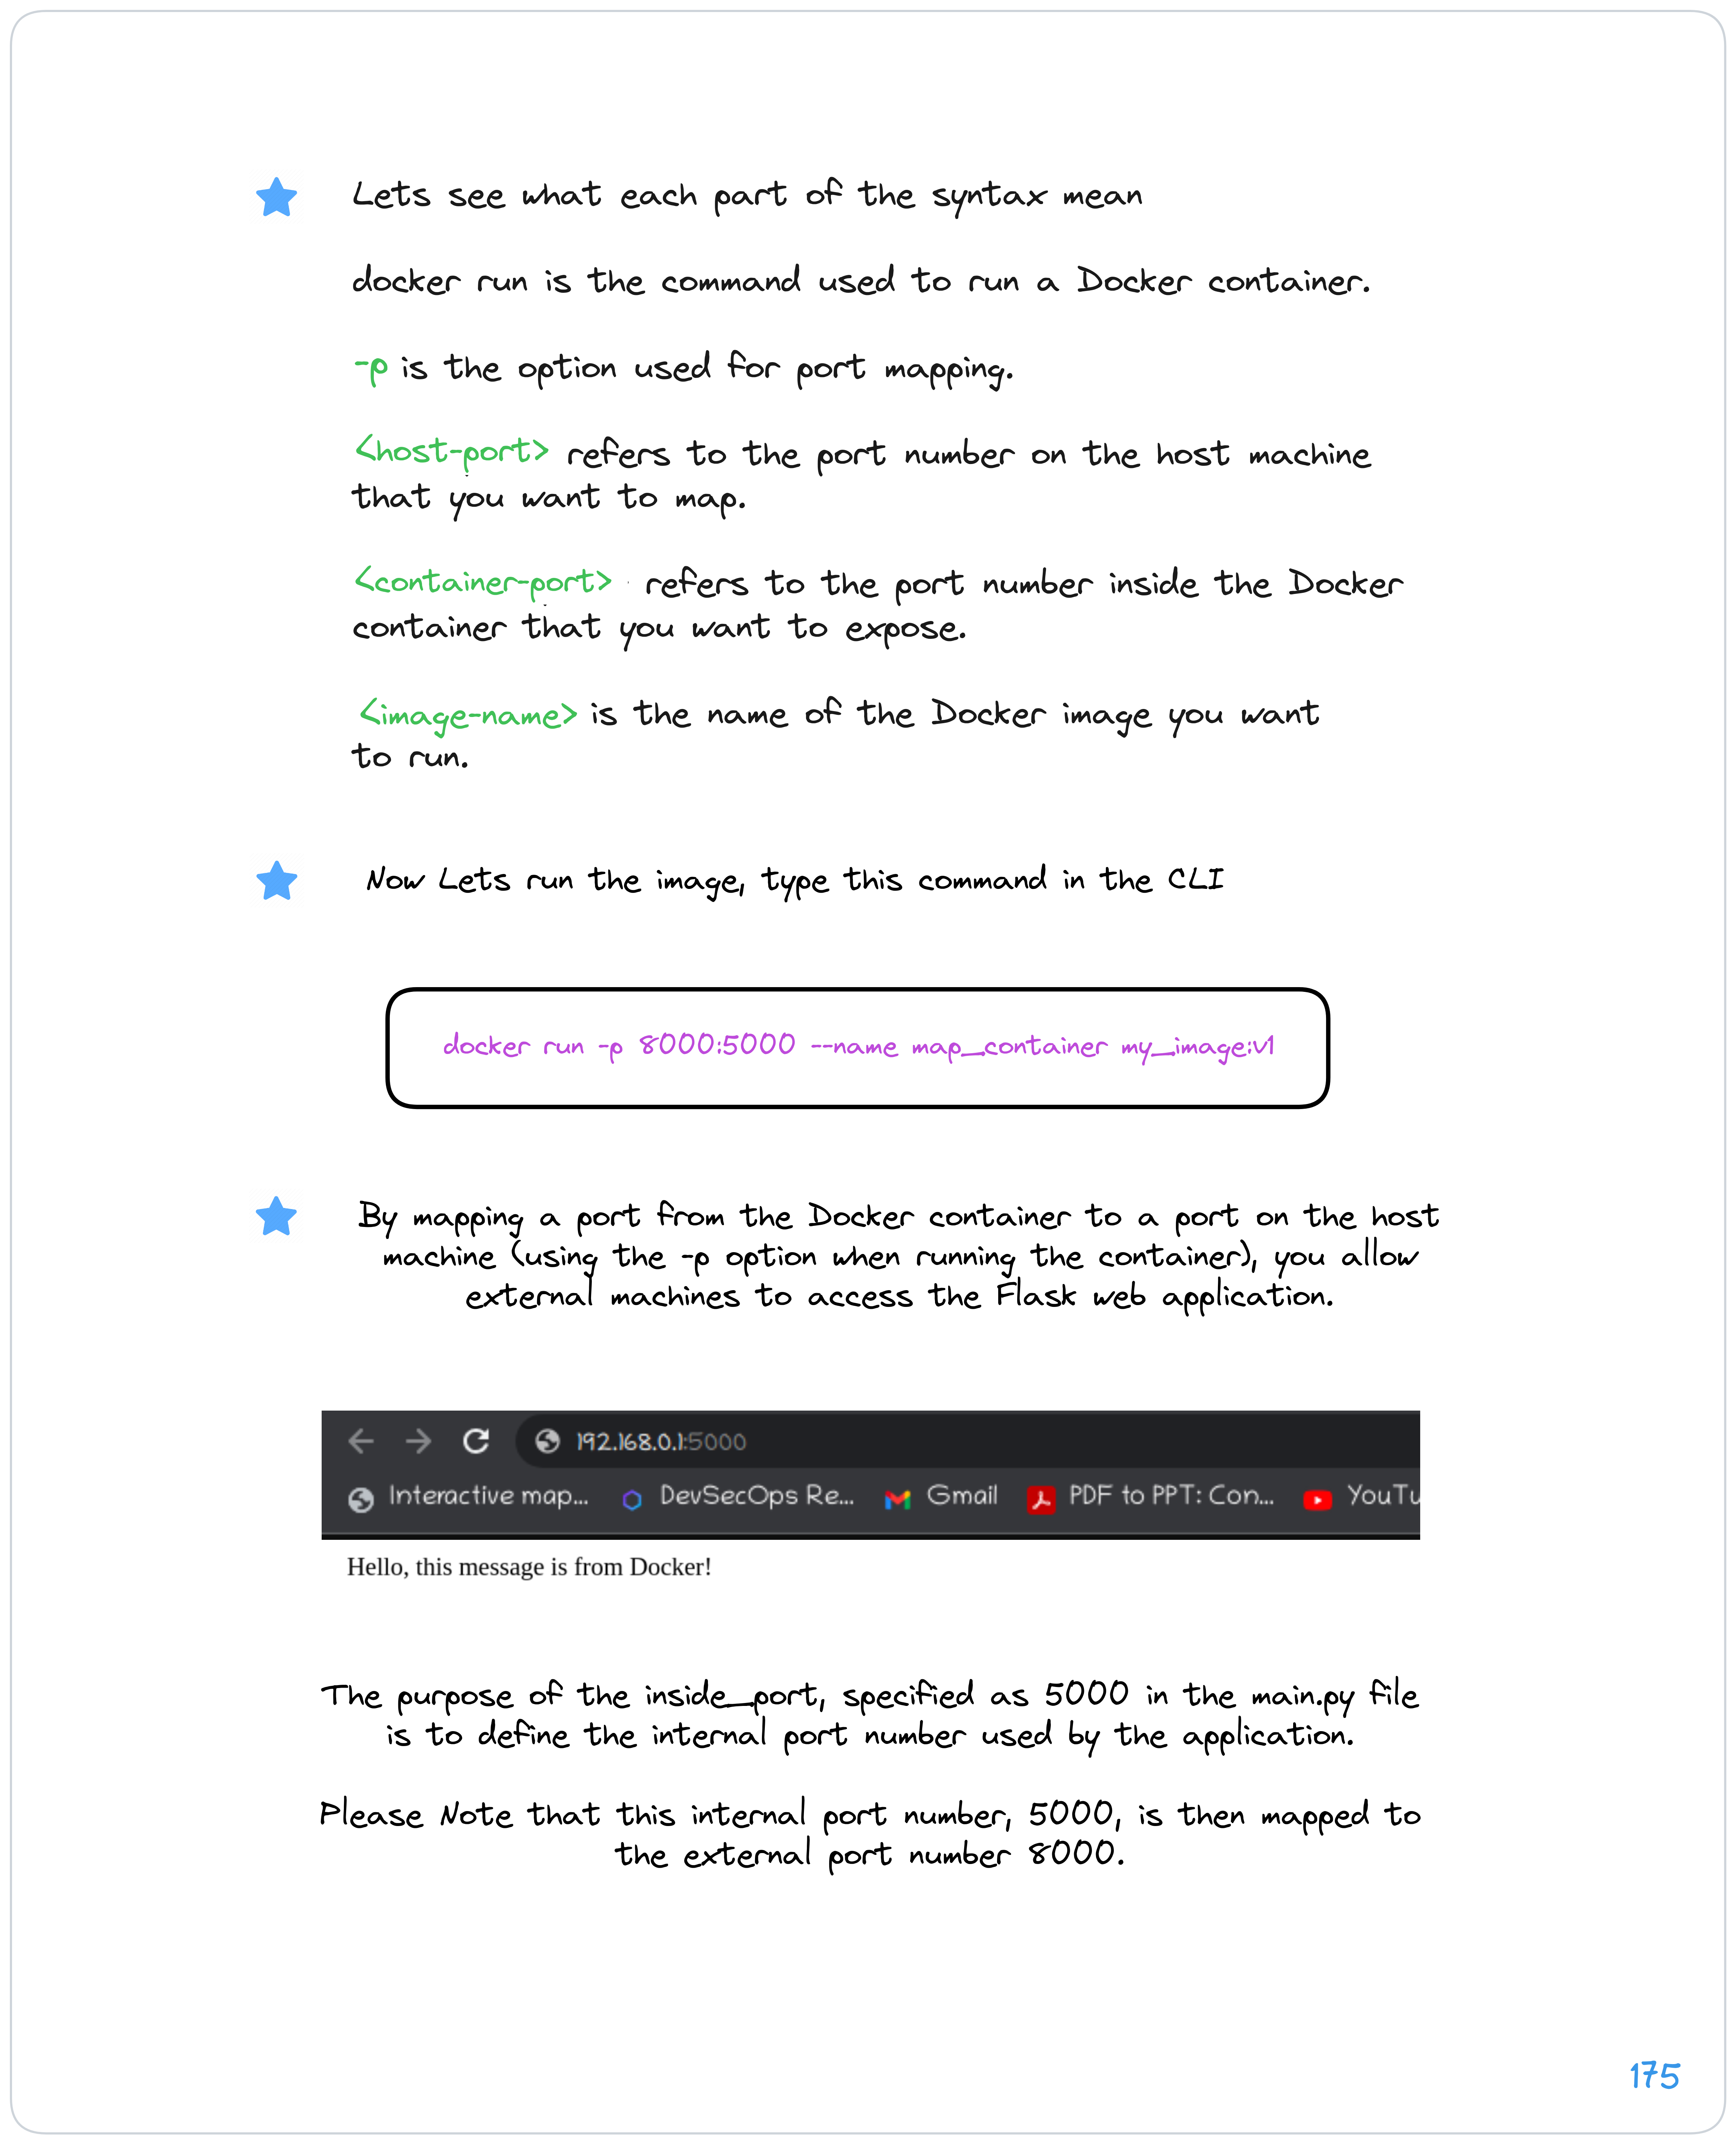 Lets see what each part of the syntax mean
docker run is the command used to run a Docker container.
-p is the option used for port mapping.
<host-port> refers to the port number on the host machine
that you want to map.
<container-port> refers to the port number inside the Docker
container that you want to expose.
<image-name> is the name of the Docker image you want
to run.
Now Lets run the image, type this command in the CLI
docker run -p 8000:5000 --name map_container my_image:v1
By mapping a port from the Docker container to a port on the host
machine (using the -p option when running the container), you allow
external machines to access the Flask web application.
192.168.0.1:5000
Interactive map... DevSecOps Re... Gmail PDF to PPT: Con... YouTu
Hello, this message is from Docker!
The purpose of the inside_port, specified as 5000 in the main.py file
is to define the internal port number used by the application.
Please Note that this internal port number, 5000, is then mapped to
the external port number 8000.
175